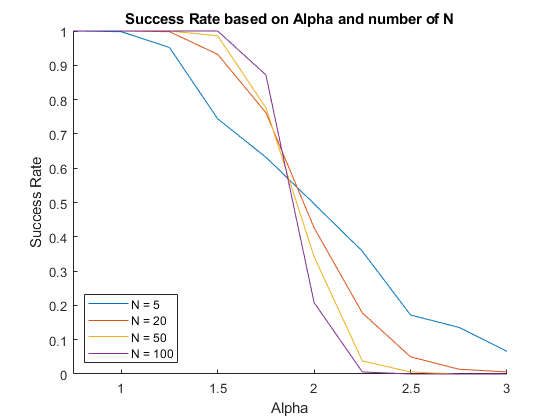 Success Rate based on Alpha and number of N
1
0.9
0.8
0.7
0.6
0.5
0.4
0.3
0.2
0.1
0
Success Rate
N = 5
N = 20
N = 50
N = 100
1
1.5
2
2.5
3
Alpha